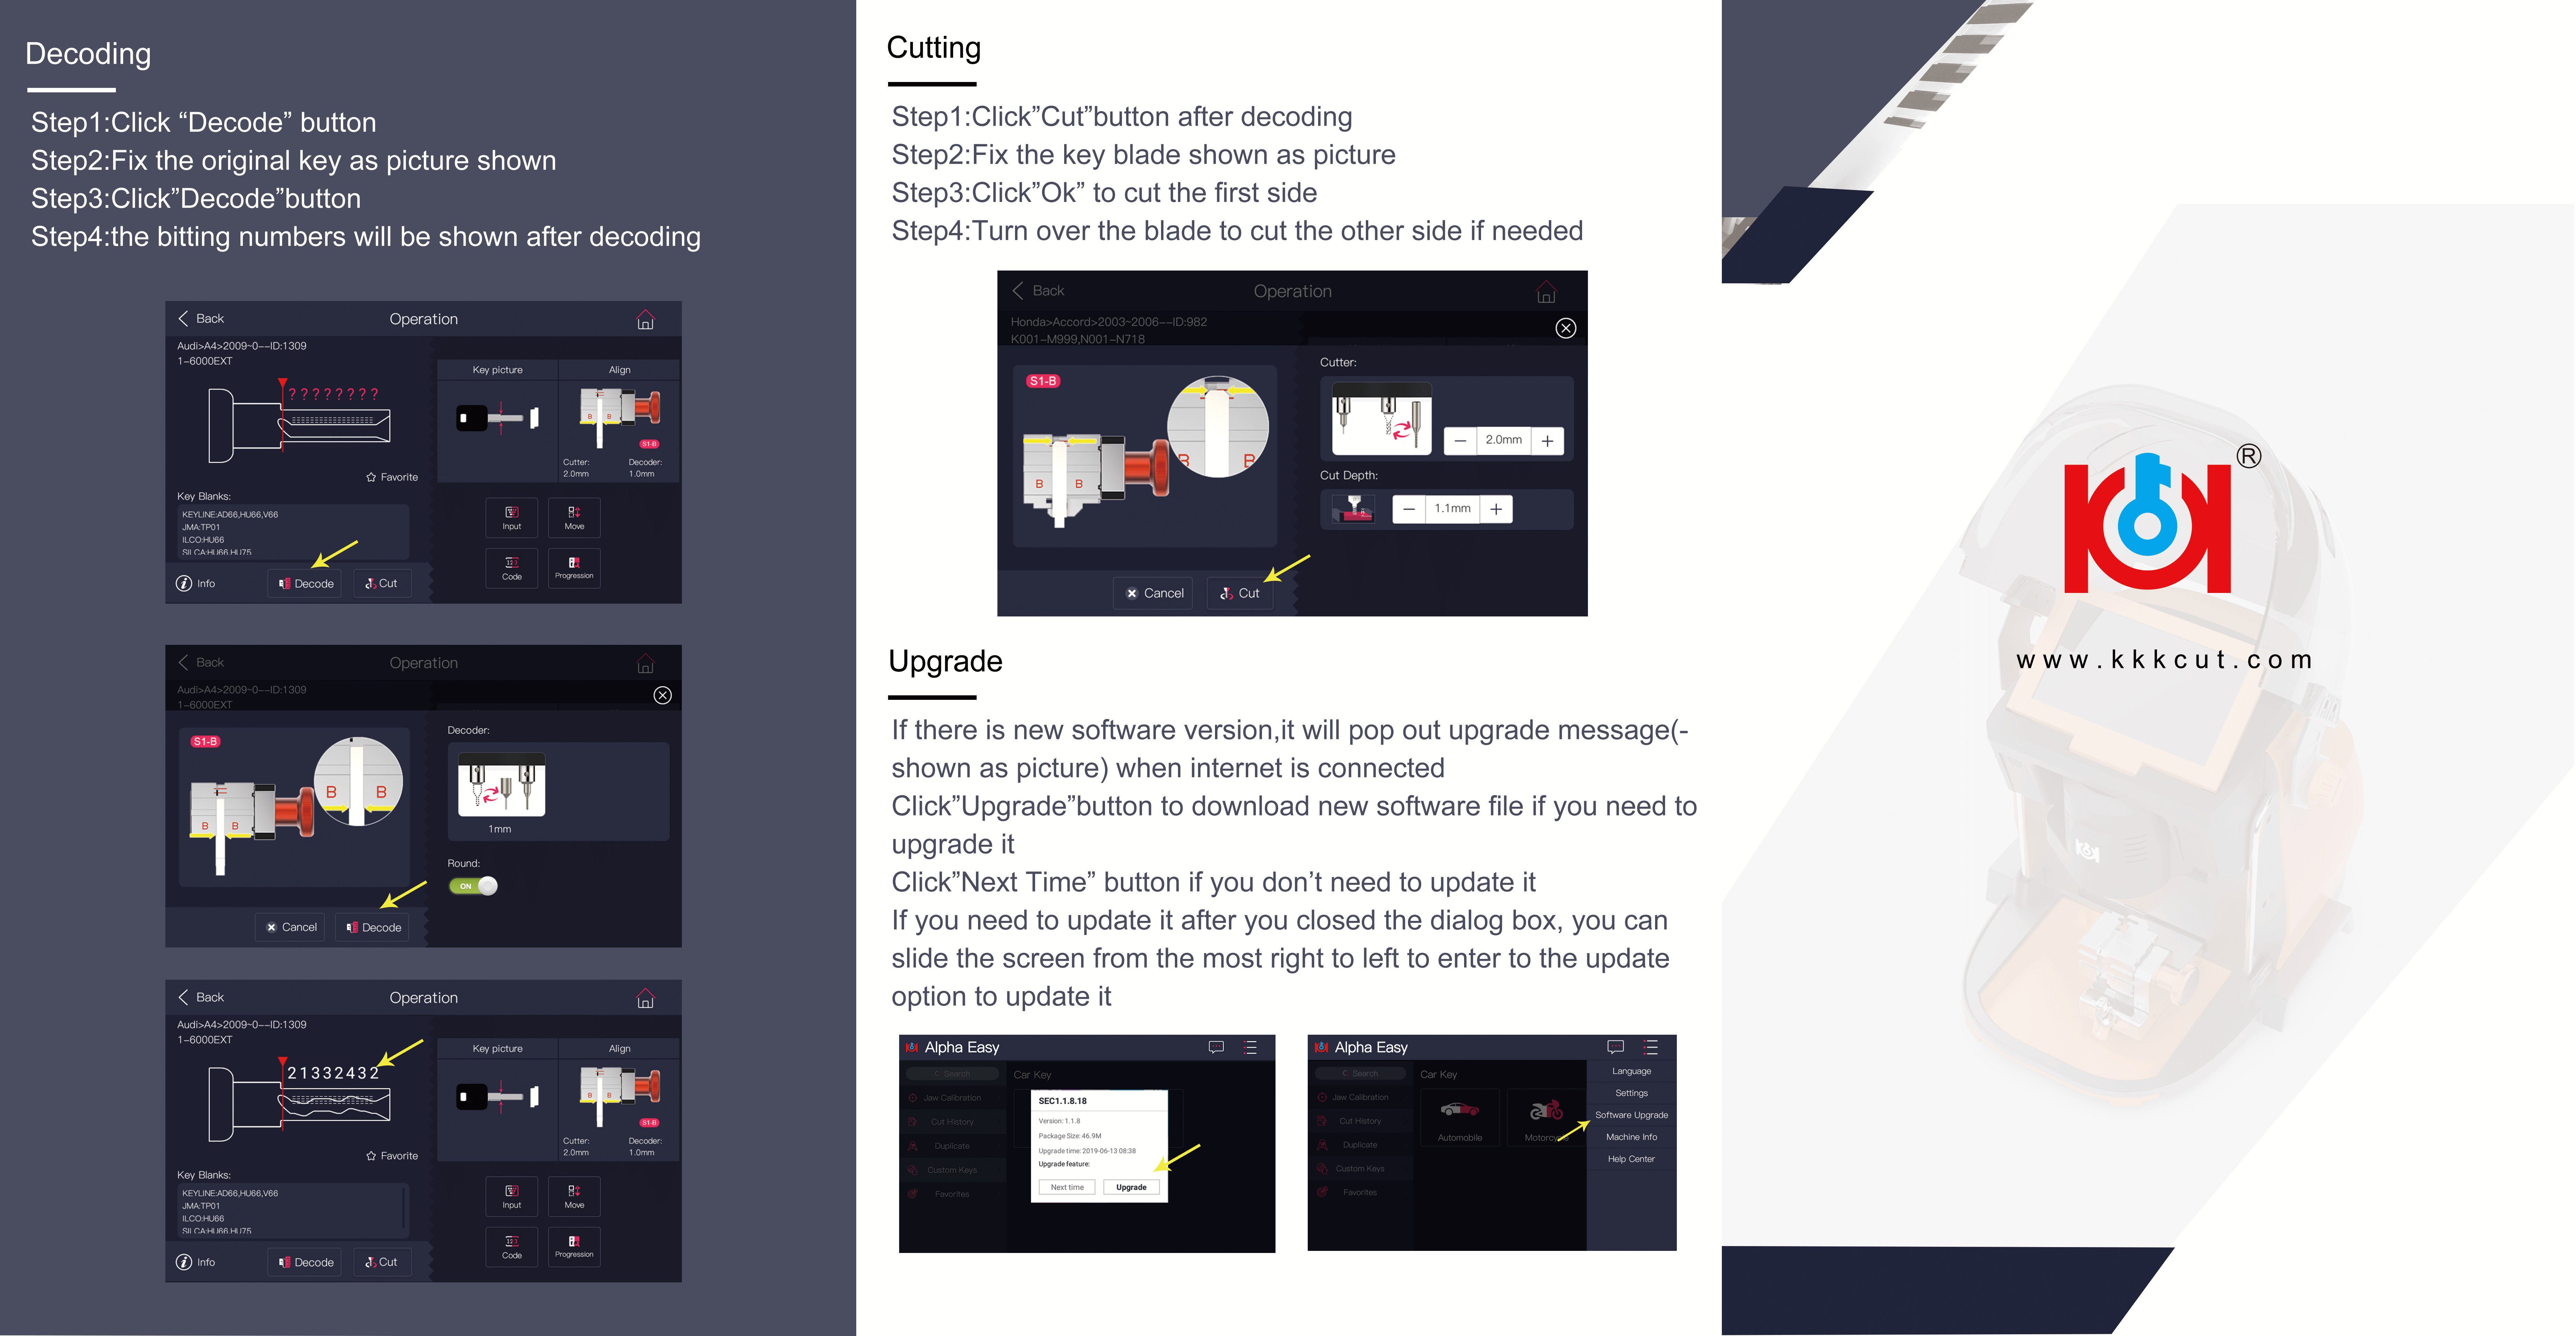 Decoding
Step1:Click “Decode” button
Step2:Fix the original key as picture shown
Step3:Click”Decode”button
Step4:the bitting numbers will be shown after decoding
Back
Operation
Audi>A4>2009~0--ID:1309
1-6000EXT
? ? ? ? ? ? ? ?
Favorite
Key Blanks:
KEYLINE:AD66,HU66,V66
JMA:TP01
ILCO:HU66
SILCA:HU66,HU75
Info
Decode
Cut
Key picture
Align
B B
S1-B
Cutter:
2.0mm
Decoder:
1.0mm
Input
Move
Code
Progression
Back
Operation
Audi>A4>2009~0--ID:1309
1-6000EXT
S1-B
B B
B B
Cancel
Decode
Decoder:
1mm
Round:
ON
Back
Operation
Audi>A4>2009~0--ID:1309
1-6000EXT
21332432
Favorite
Key Blanks:
KEYLINE:AD66,HU66,V66
JMA:TP01
ILCO:HU66
SILCA:HU66,HU75
Info
Decode
Cut
Key picture
Align
B B
S1-B
Cutter:
2.0mm
Decoder:
1.0mm
Input
Move
Code
Progression
Cutting
Step1:Click”Cut”button after decoding
Step2:Fix the key blade shown as picture
Step3:Click”Ok” to cut the first side
Step4:Turn over the blade to cut the other side if needed
Back
Operation
Honda>Accord>2003~2006--ID:982
K001-M999,N001-N718
S1-B
B B
B B
Cancel
Cut
Cutter:
2.0mm
Cut Depth:
1.1mm
Upgrade
If there is new software version,it will pop out upgrade message(-
shown as picture) when internet is connected
Click”Upgrade”button to download new software file if you need to
upgrade it
Click”Next Time” button if you don’t need to update it
If you need to update it after you closed the dialog box, you can
slide the screen from the most right to left to enter to the update
option to update it
Alpha Easy
Search
Jaw Calibration
Cut History
Duplicate
Custom Keys
Favorites
Car Key
SEC1.1.8.18
Version: 1.1.8
Package Size: 46.9M
Upgrade time: 2019-06-13 08:38
Upgrade feature:
Next time
Upgrade
Alpha Easy
Search
Jaw Calibration
Cut History
Duplicate
Custom Keys
Favorites
Car Key
Automobile
Motorcycle
Language
Settings
Software Upgrade
Machine Info
Help Center
®
www.kkkcut.com